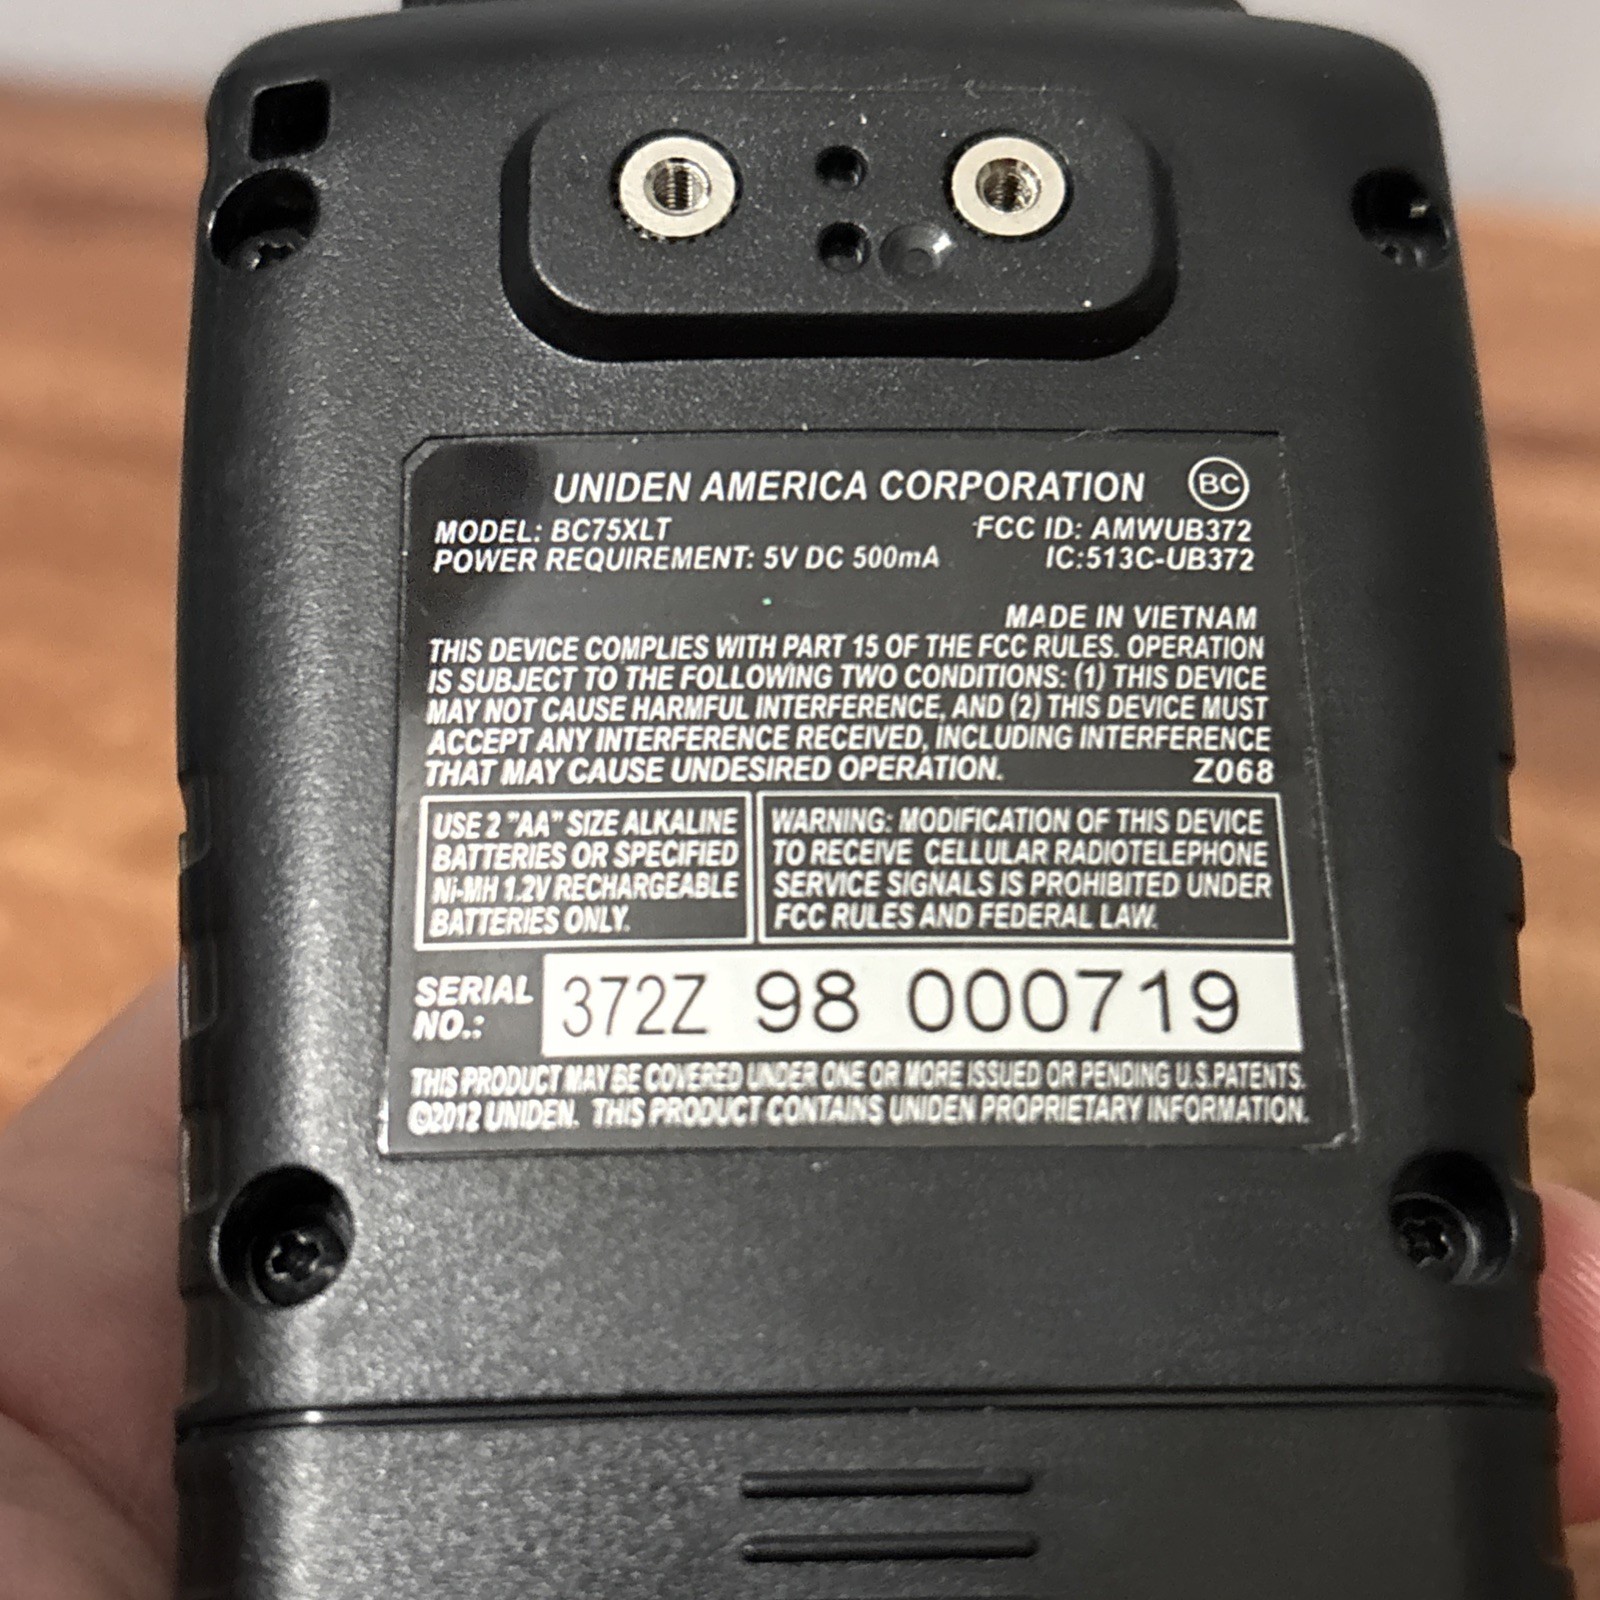 UNIDEN AMERICA CORPORATION BC
MODEL: BC75XLT FCC ID: AMWUB372
POWER REQUIREMENT: 5V DC 500mA IC:513C-UB372
MADE IN VIETNAM
THIS DEVICE COMPLIES WITH PART 15 OF THE FCC RULES. OPERATION
IS SUBJECT TO THE FOLLOWING TWO CONDITIONS: (1) THIS DEVICE
MAY NOT CAUSE HARMFUL INTERFERENCE, AND (2) THIS DEVICE MUST
ACCEPT ANY INTERFERENCE RECEIVED, INCLUDING INTERFERENCE
THAT MAY CAUSE UNDESIRED OPERATION. Z068
USE 2 "AA" SIZE ALKALINE
BATTERIES OR SPECIFIED
Ni-MH 1.2V RECHARGEABLE
BATTERIES ONLY.
WARNING: MODIFICATION OF THIS DEVICE
TO RECEIVE CELLULAR RADIOTELEPHONE
SERVICE SIGNALS IS PROHIBITED UNDER
FCC RULES AND FEDERAL LAW.
SERIAL
NO.:
372Z 98 000719
THIS PRODUCT MAY BE COVERED UNDER ONE OR MORE ISSUED OR PENDING U.S.PATENTS.
©2012 UNIDEN. THIS PRODUCT CONTAINS UNIDEN PROPRIETARY INFORMATION.